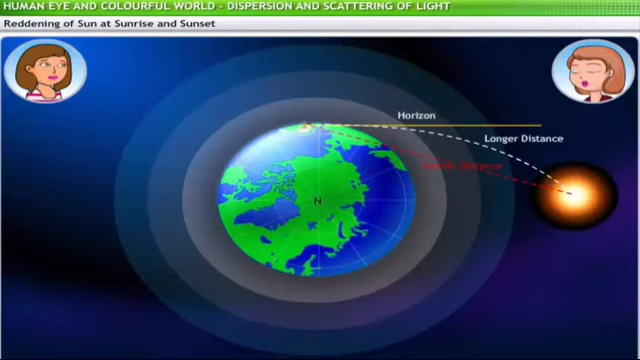 HUMAN EYE AND COLOURFUL WORLD - DISPERSION AND SCATTERING OF LIGHT
Reddening of Sun at Sunrise and Sunset
Horizon
Longer Distance
Distance
N